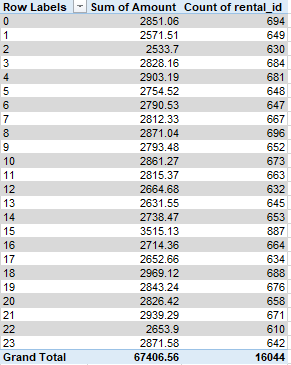 Row Labels Sum of Amount Count of rental_id
0 2851.06 694
1 2571.51 649
2 2533.7 630
3 2828.16 684
4 2903.19 681
5 2754.52 648
6 2790.53 647
7 2812.33 667
8 2871.04 696
9 2793.48 652
10 2861.27 673
11 2815.37 663
12 2664.68 632
13 2631.55 645
14 2738.47 653
15 3515.13 887
16 2714.36 664
17 2652.66 634
18 2969.12 688
19 2843.24 676
20 2826.42 658
21 2939.29 671
22 2653.9 610
23 2871.58 642
Grand Total 67406.56 16044